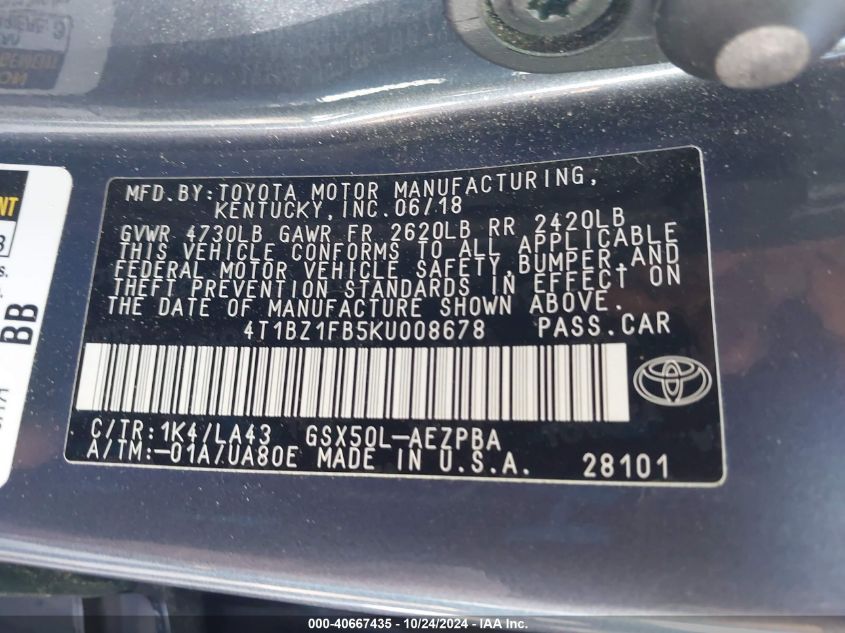 MFD. BY: TOYOTA MOTOR MANUFACTURING,
KENTUCKY, INC. 06/18
GVWR 4730LB GAWR FR 2620LB RR 2420LB
THIS VEHICLE CONFORMS TO ALL APPLICABLE
FEDERAL MOTOR VEHICLE SAFETY, BUMPER, AND
THEFT PREVENTION STANDARDS IN EFFECT ON
THE DATE OF MANUFACTURE SHOWN ABOVE.
4T1BZ1FB5KU008678 PASS. CAR
C/TR: 1K4/LA43 GSX50L-AEZPBA
A/TM: -01A/UA80E MADE IN U.S.A. 28101
BB
000-40667435 - 10/24/2024 - IAA Inc.